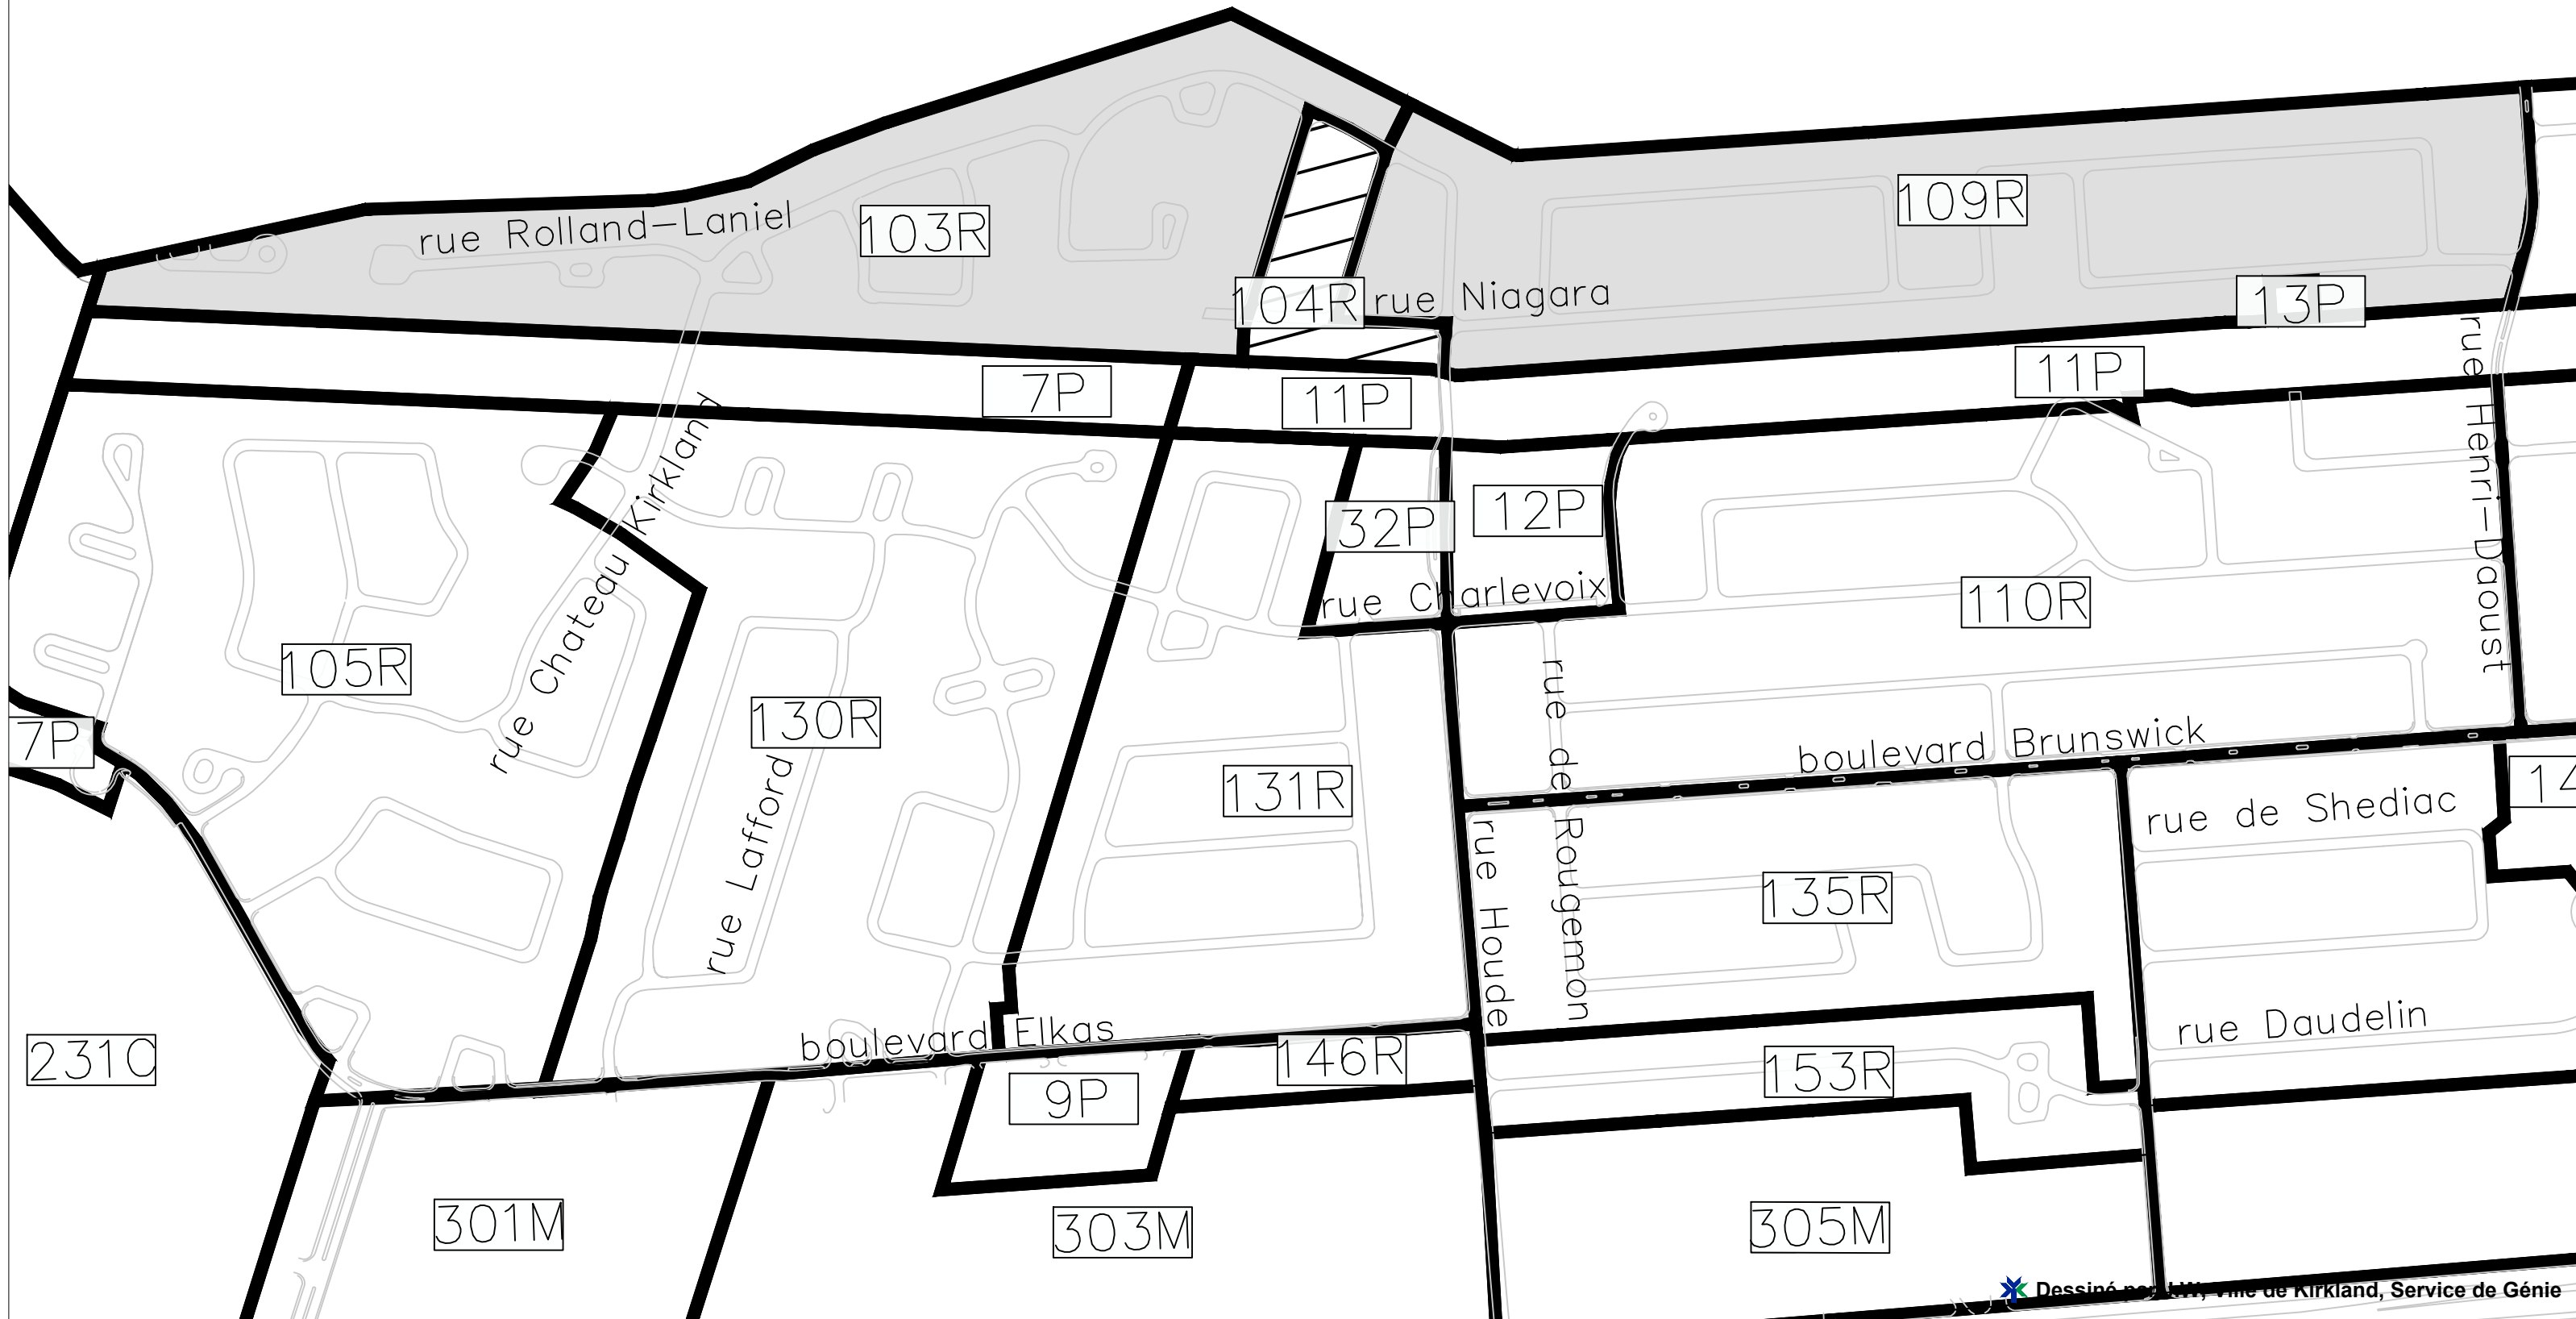 109R
rue Rolland-Laniel
103R
104R
rue Niagara
13P
7P
11P
11P
rue Henri-Daoust
rue Chateau Kirkland
32P
12P
rue Charlevoix
110R
105R
130R
7P
rue de Rougemon
boulevard Brunswick
131R
rue Lafford
rue de Shediac
rue Houde
135R
rue Daudelin
boulevard Elkas
231C
146R
9P
153R
301M
303M
305M
Ville de Kirkland, Service de Génie